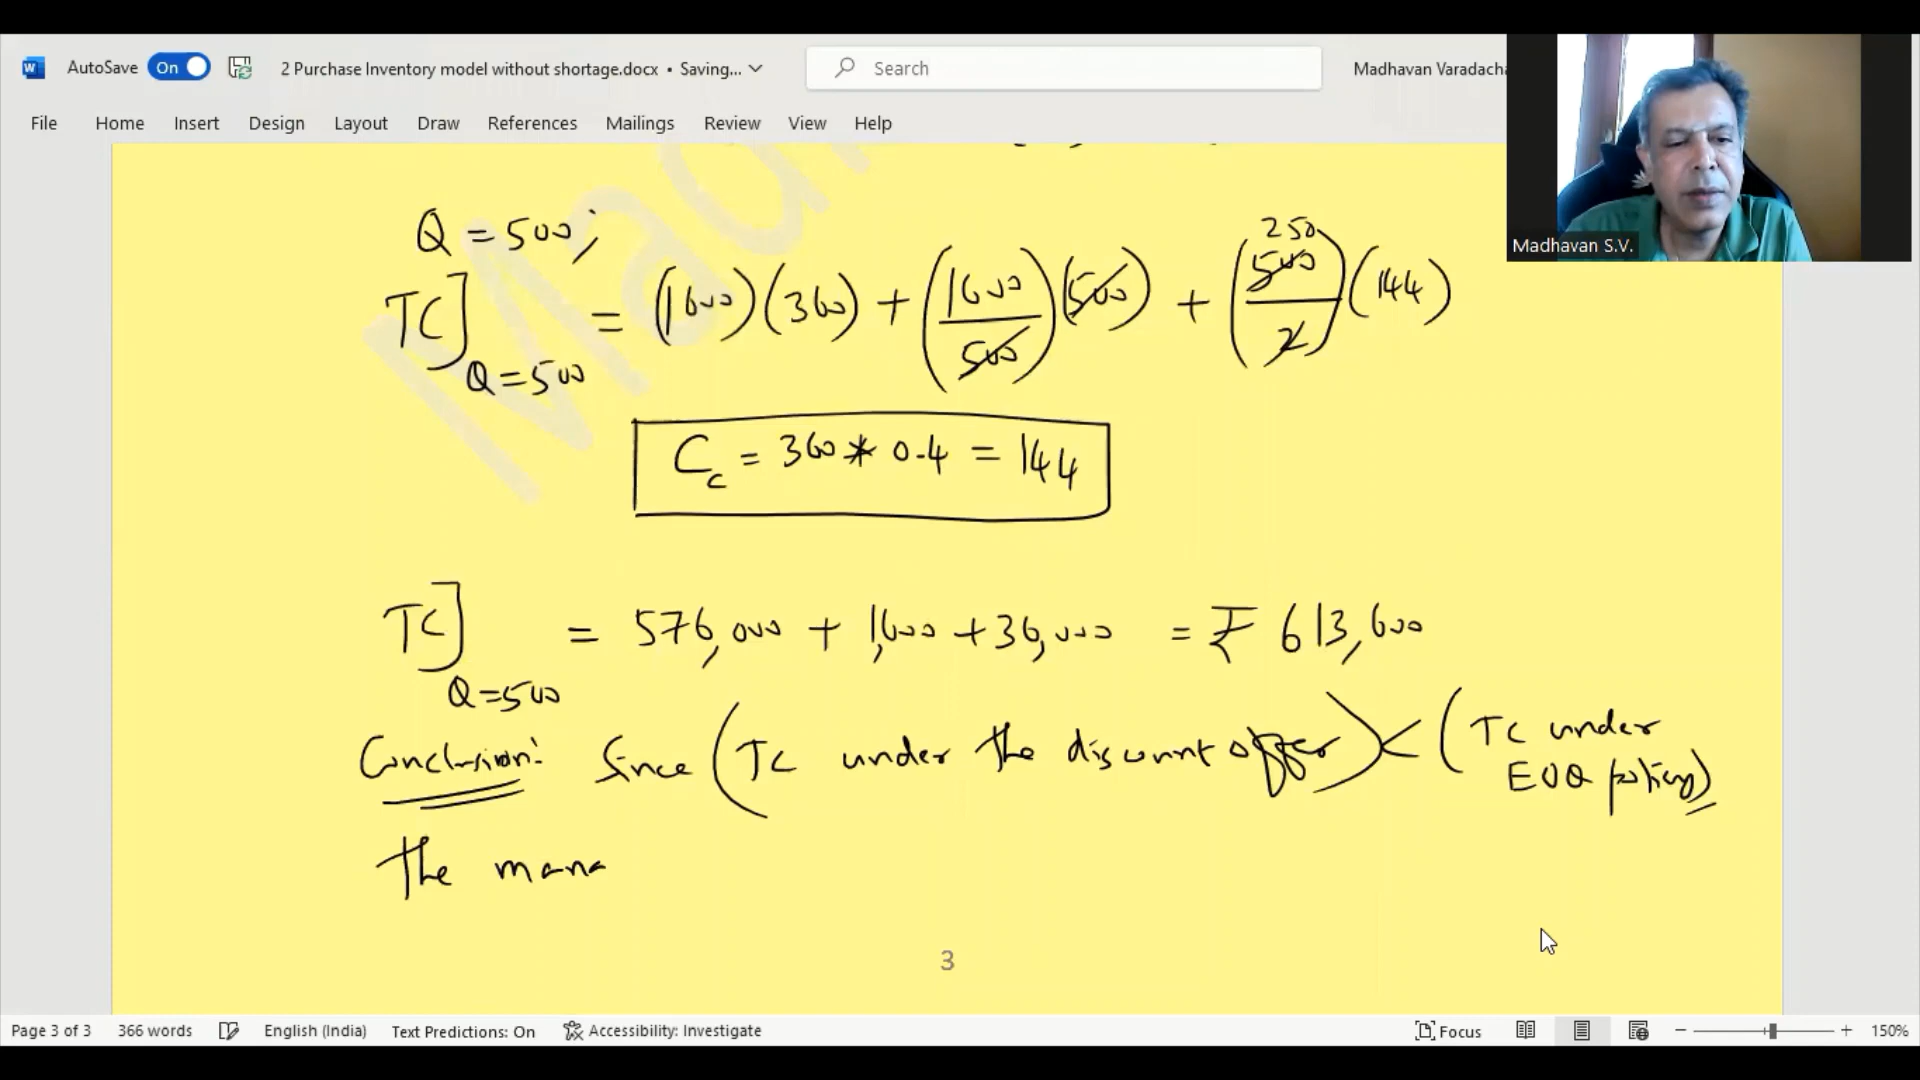 AutoSave On 2 Purchase Inventory model without shortage.docx • Saving... Search Madhavan Varadacha
File Home Insert Design Layout Draw References Mailings Review View Help
Madhavan S.V.
Q = 500;
TC]Q=500 = (1600)(360) + (1600/500)(500) + (500/2)(144)
250
Cc = 360 * 0.4 = 144
TC]Q=500 = 576,000 + 1,600 + 36,000 = ₹ 613,600
Conclusion: Since (TC under the discount offer) < (TC under
EOQ policy)
The mana
3
Page 3 of 3 366 words English (India) Text Predictions: On Accessibility: Investigate Focus − + 150%